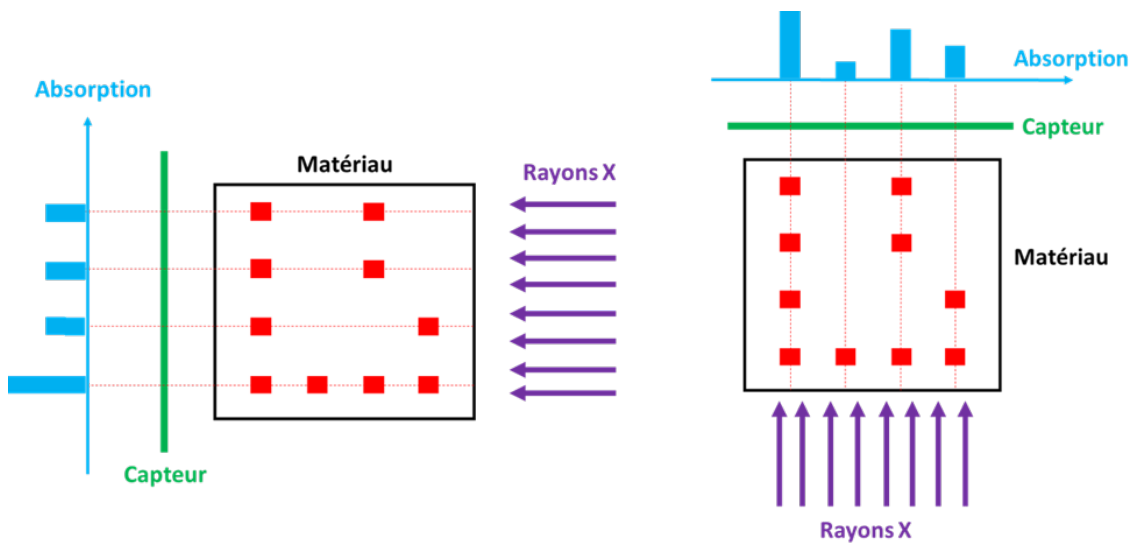 Absorption
Matériau
Rayons X
Capteur
Absorption
Capteur
Matériau
Rayons X